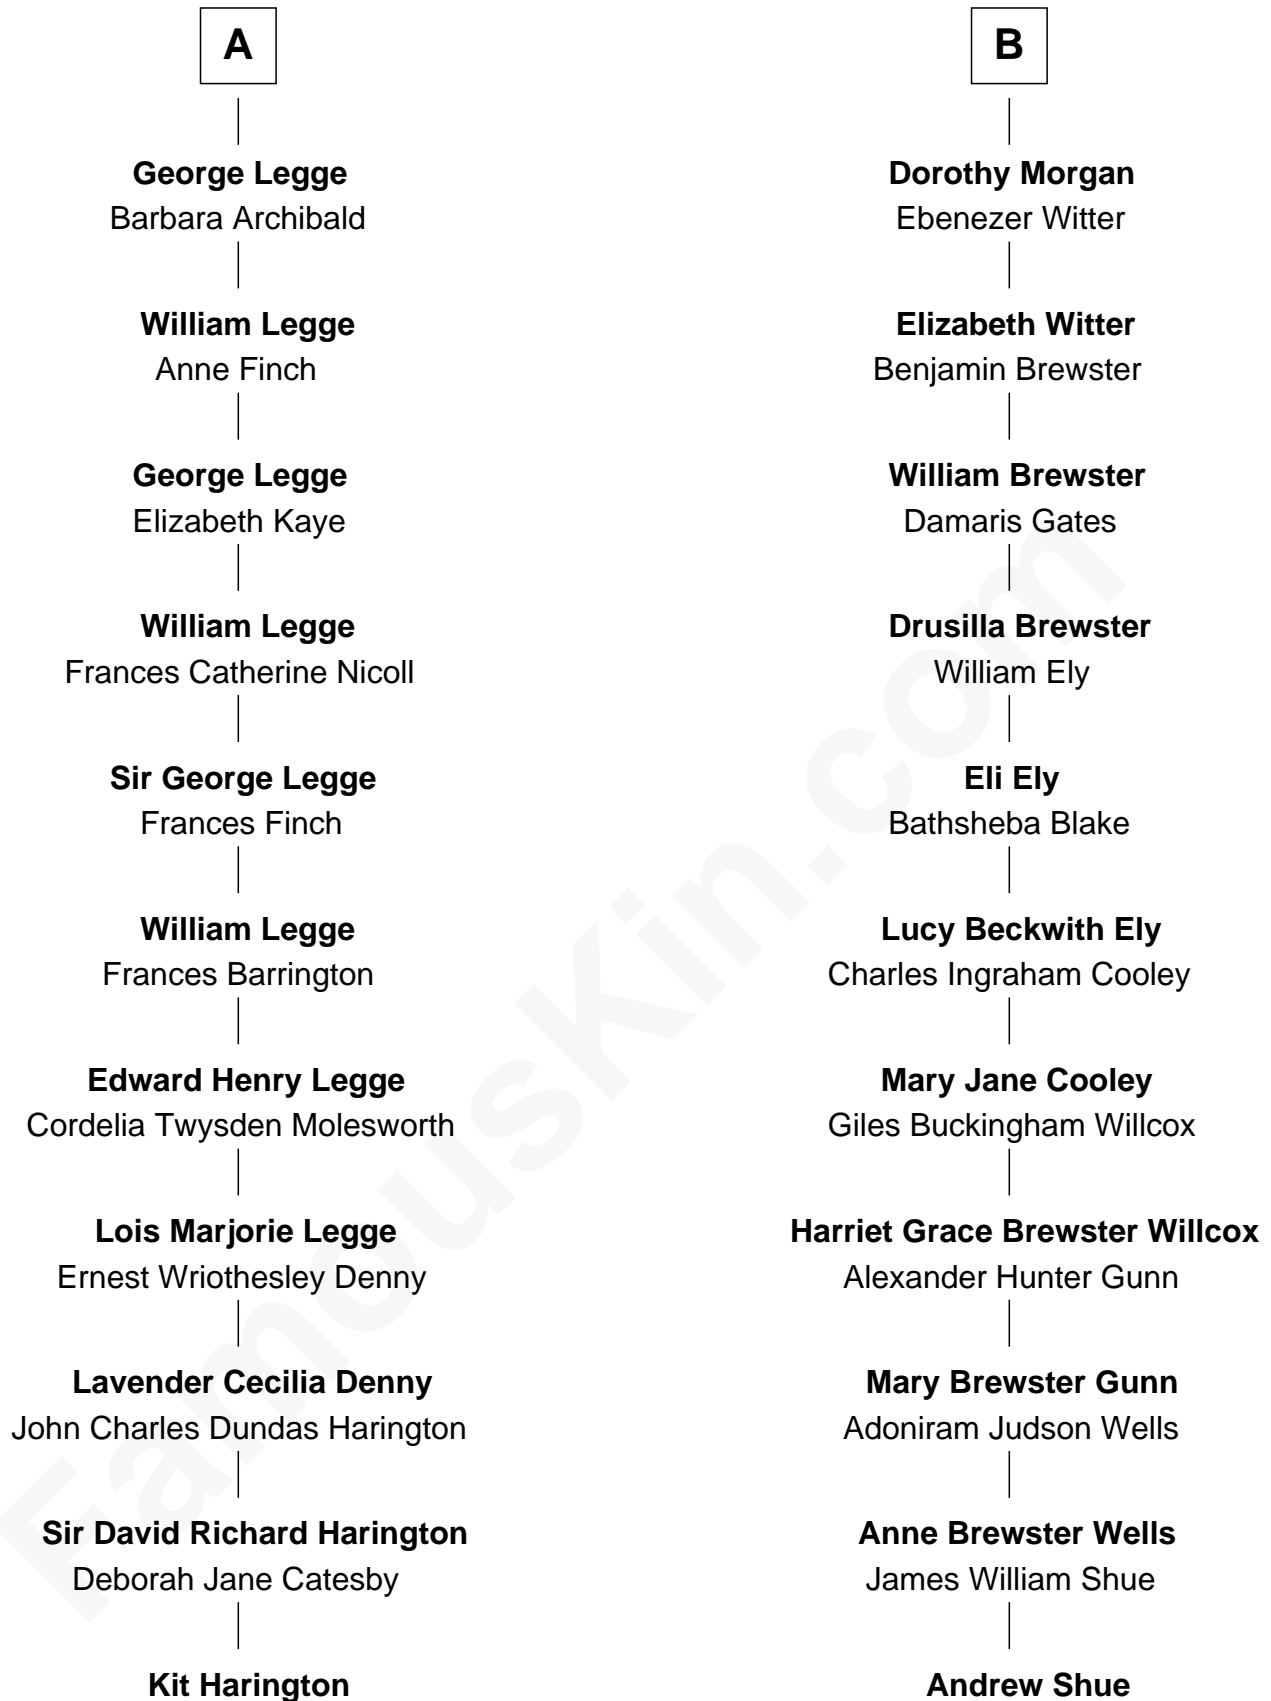 A
George Legge
Barbara Archibald
William Legge
Anne Finch
George Legge
Elizabeth Kaye
William Legge
Frances Catherine Nicoll
Sir George Legge
Frances Finch
William Legge
Frances Barrington
Edward Henry Legge
Cordelia Twysden Molesworth
Lois Marjorie Legge
Ernest Wriothesley Denny
Lavender Cecilia Denny
John Charles Dundas Harington
Sir David Richard Harington
Deborah Jane Catesby
Kit Harington
B
Dorothy Morgan
Ebenezer Witter
Elizabeth Witter
Benjamin Brewster
William Brewster
Damaris Gates
Drusilla Brewster
William Ely
Eli Ely
Bathsheba Blake
Lucy Beckwith Ely
Charles Ingraham Cooley
Mary Jane Cooley
Giles Buckingham Willcox
Harriet Grace Brewster Willcox
Alexander Hunter Gunn
Mary Brewster Gunn
Adoniram Judson Wells
Anne Brewster Wells
James William Shue
Andrew Shue
FamousKin.com